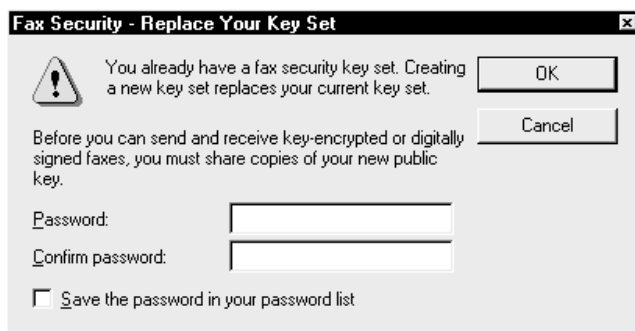 Fax Security - Replace Your Key Set
You already have a fax security key set. Creating
a new key set replaces your current key set.
OK
Cancel
Before you can send and receive key-encrypted or digitally
signed faxes, you must share copies of your new public
key.
Password:
Confirm password:
Save the password in your password list